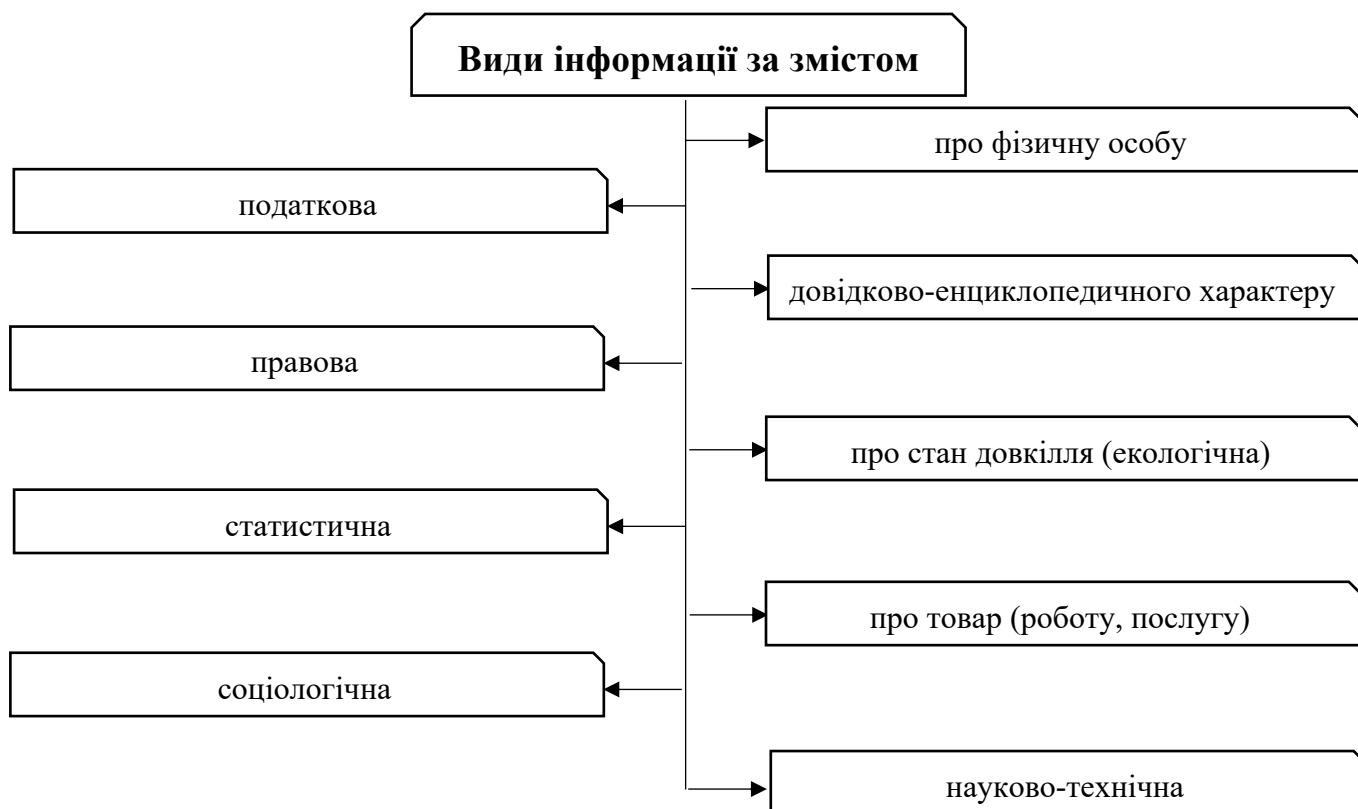 Види інформації за змістом
про фізичну особу
податкова
довідково-енциклопедичного характеру
правова
про стан довкілля (екологічна)
статистична
про товар (роботу, послугу)
соціологічна
науково-технічна